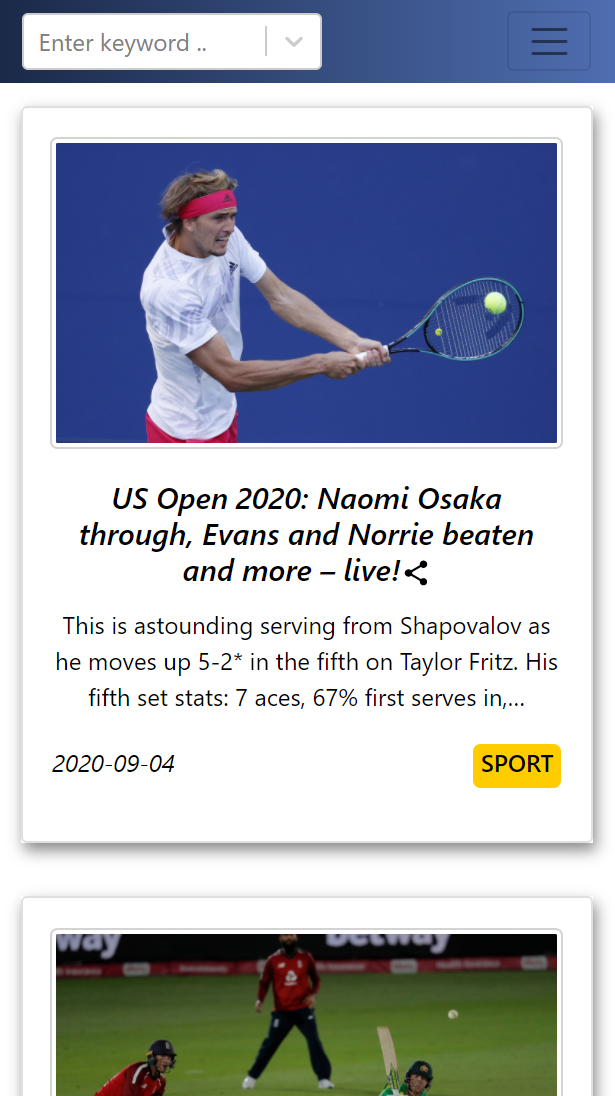 Enter keyword ..
US Open 2020: Naomi Osaka
through, Evans and Norrie beaten
and more – live!
This is astounding serving from Shapovalov as
he moves up 5-2* in the fifth on Taylor Fritz. His
fifth set stats: 7 aces, 67% first serves in,...
2020-09-04
SPORT
way
Betway